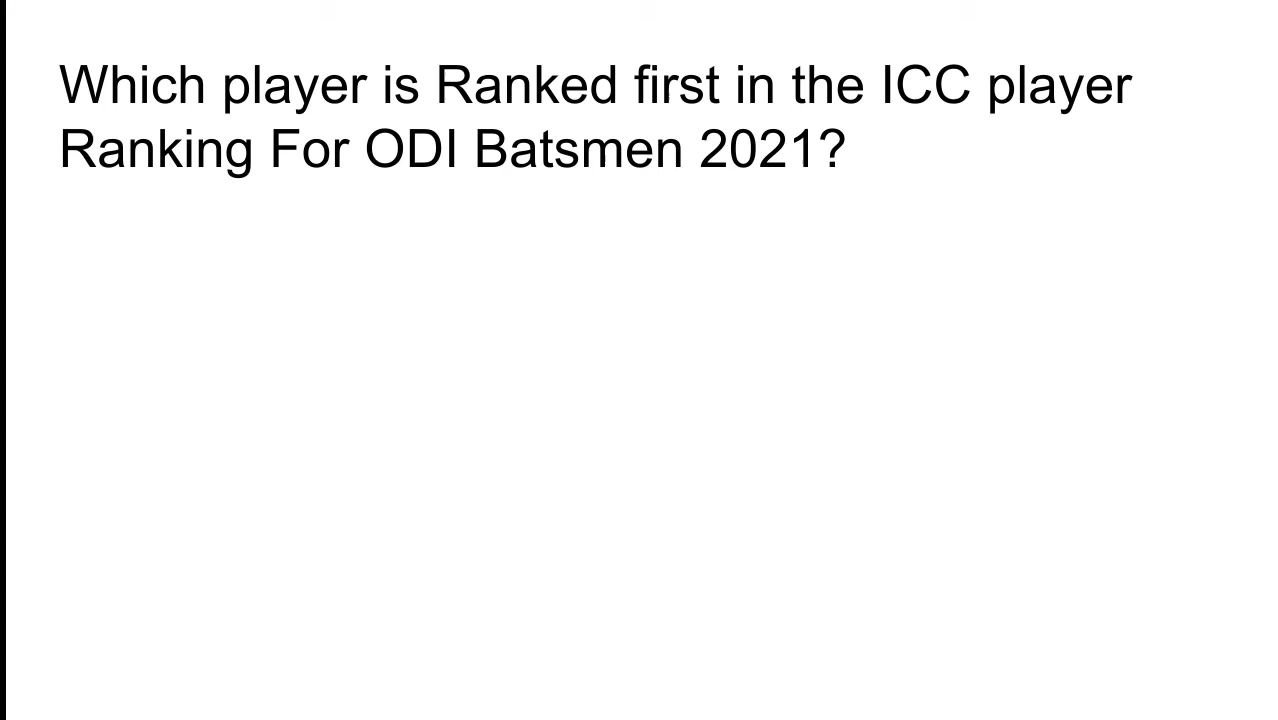 Which player is Ranked first in the ICC player
Ranking For ODI Batsmen 2021?